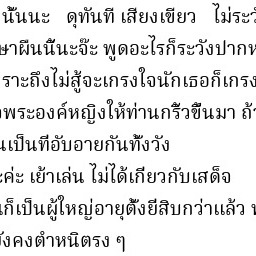 นั้นนะ ดุทันที เสียงเขียว ไม่ระวั
ษาผืนนี้นะจ๊ะ พูดอะไรก็ระวังปากห
ราะถึงไม่สู้จะเกรงใจนักเธอก็เกรง
พระองค์หญิงให้ท่านกริ้วขึ้นมา ถ้
นเป็นทีอับอายกันทั้งวัง
ะค่ะ เย้าเล่น ไม่ได้เกี่ยวกับเสด็จ
ก็เป็นผู้ใหญ่อายุตั้งยี่สิบกว่าแล้ว
ยังคงตำหนิตรง ๆ